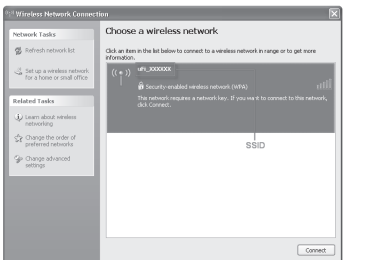 Wireless Network Connection
Network Tasks
Refresh network list
Set up a wireless network
for a home or small office
Related Tasks
Learn about wireless
networking
Change the order of
preferred networks
Change advanced
settings
Choose a wireless network
Click an item in the list below to connect to a wireless network in range or to get more
information.
ufi_XXXXXX
Security-enabled wireless network (WPA)
This network requires a network key. If you want to connect to this network,
click Connect.
SSID
Connect